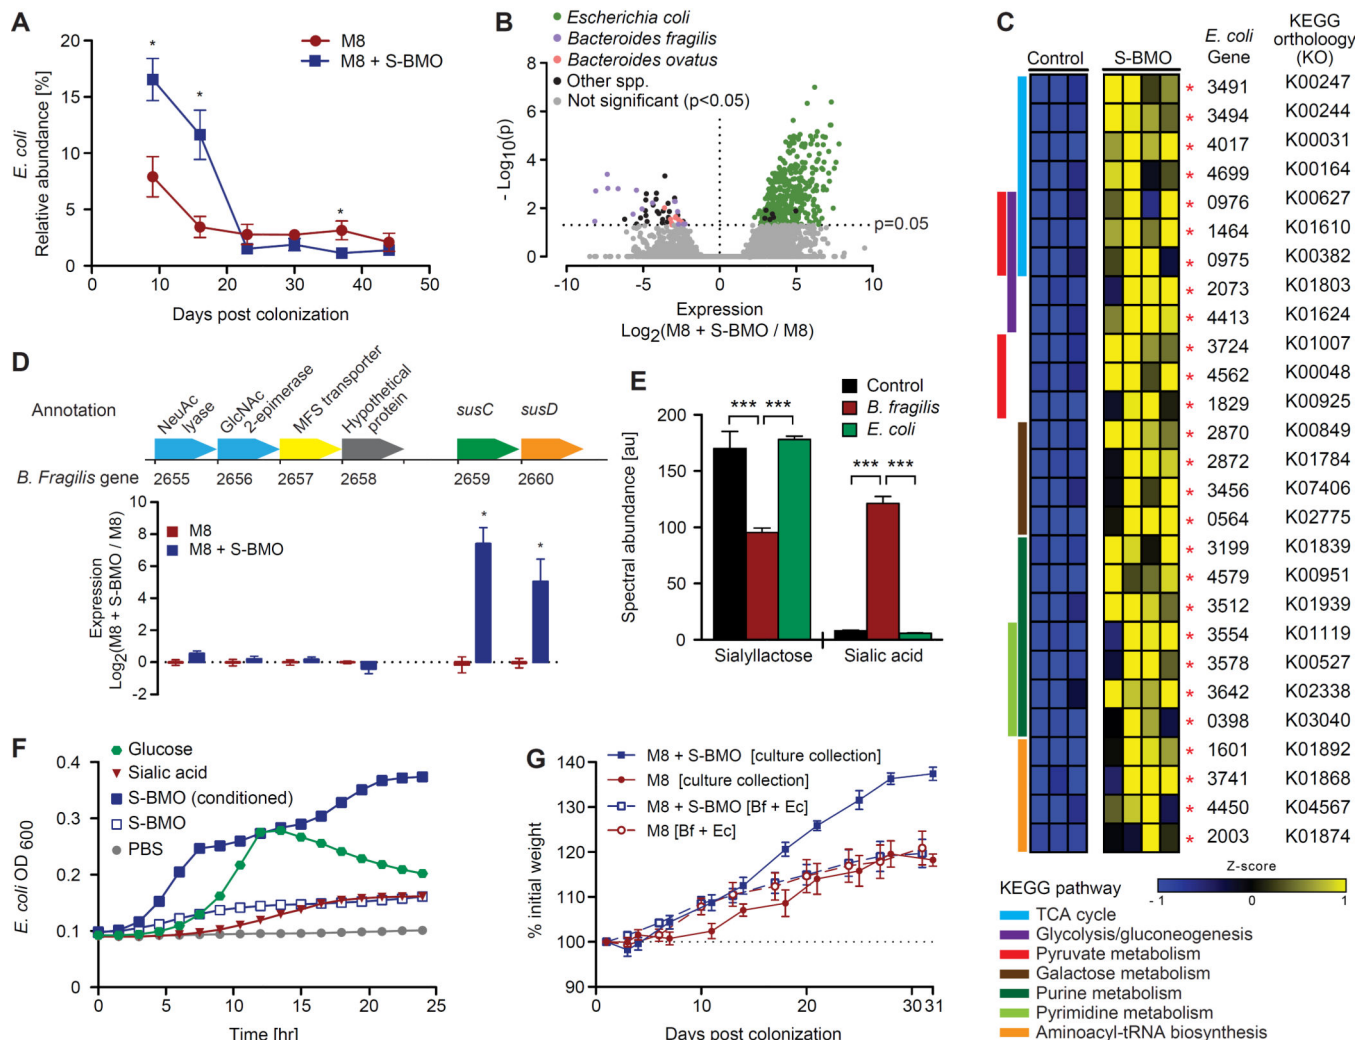 A
M8
M8 + S-BMO
E. coli
Relative abundance [%]
20
15
10
5
0
*
*
*
0 10 20 30 40 50
Days post colonization
B
Escherichia coli
Bacteroides fragilis
Bacteroides ovatus
Other spp.
Not significant (p<0.05)
- Log10(p)
8
6
4
2
0
p=0.05
-10 -5 0 5 10
Expression
Log2(M8 + S-BMO / M8)
C
Control
S-BMO
E. coli
Gene
KEGG
orthology
(KO)
* 3491 K00247
* 3494 K00244
* 4017 K00031
* 4699 K00164
* 0976 K00627
* 1464 K01610
* 0975 K00382
* 2073 K01803
* 4413 K01624
* 3724 K01007
* 4562 K00048
* 1829 K00925
* 2870 K00849
* 2872 K01784
* 3456 K07406
* 0564 K02775
* 3199 K01839
* 4579 K00951
* 3512 K01939
* 3554 K01119
* 3578 K00527
* 3642 K02338
* 0398 K03040
* 1601 K01892
* 3741 K01868
* 4450 K04567
* 2003 K01874
Z-score
-1 0 1
KEGG pathway
TCA cycle
Glycolysis/gluconeogenesis
Pyruvate metabolism
Galactose metabolism
Purine metabolism
Pyrimidine metabolism
Aminoacyl-tRNA biosynthesis
D
Annotation
NeuAc
lyase
GlcNAc
2-epimerase
MFS transporter
Hypothetical
protein
susC
susD
B. Fragilis gene
2655 2656 2657 2658 2659 2660
M8
M8 + S-BMO
Expression
Log2(M8 + S-BMO / M8)
10
8
6
4
2
0
-2
*
*
E
Control
B. fragilis
E. coli
Spectral abundance [au]
200
150
100
50
0
*** ***
*** ***
Sialyllactose
Sialic acid
F
Glucose
Sialic acid
S-BMO (conditioned)
S-BMO
PBS
E. coli OD 600
0.4
0.3
0.2
0.1
0
0 5 10 15 20 25
Time [hr]
G
M8 + S-BMO [culture collection]
M8 [culture collection]
M8 + S-BMO [Bf + Ec]
M8 [Bf + Ec]
% initial weight
140
130
120
110
100
90
0 10 20 30 31
Days post colonization